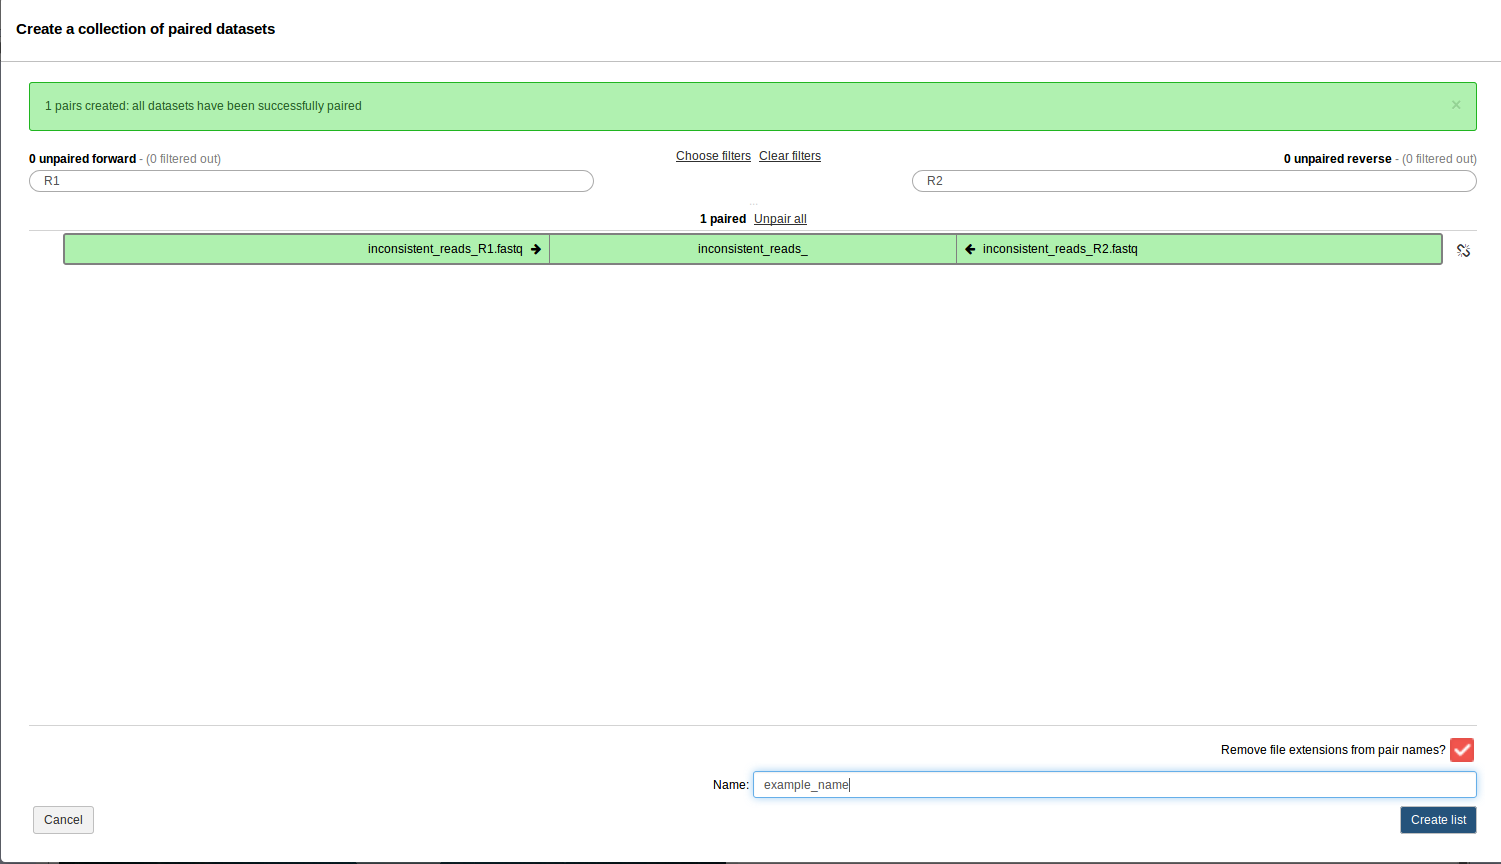 Create a collection of paired datasets
1 pairs created: all datasets have been successfully paired ×
0 unpaired forward - (0 filtered out) Choose filters Clear filters 0 unpaired reverse - (0 filtered out)
R1 R2
...
1 paired Unpair all
inconsistent_reads_R1.fastq → inconsistent_reads_ ← inconsistent_reads_R2.fastq
Remove file extensions from pair names?
Name: example_name
Cancel Create list